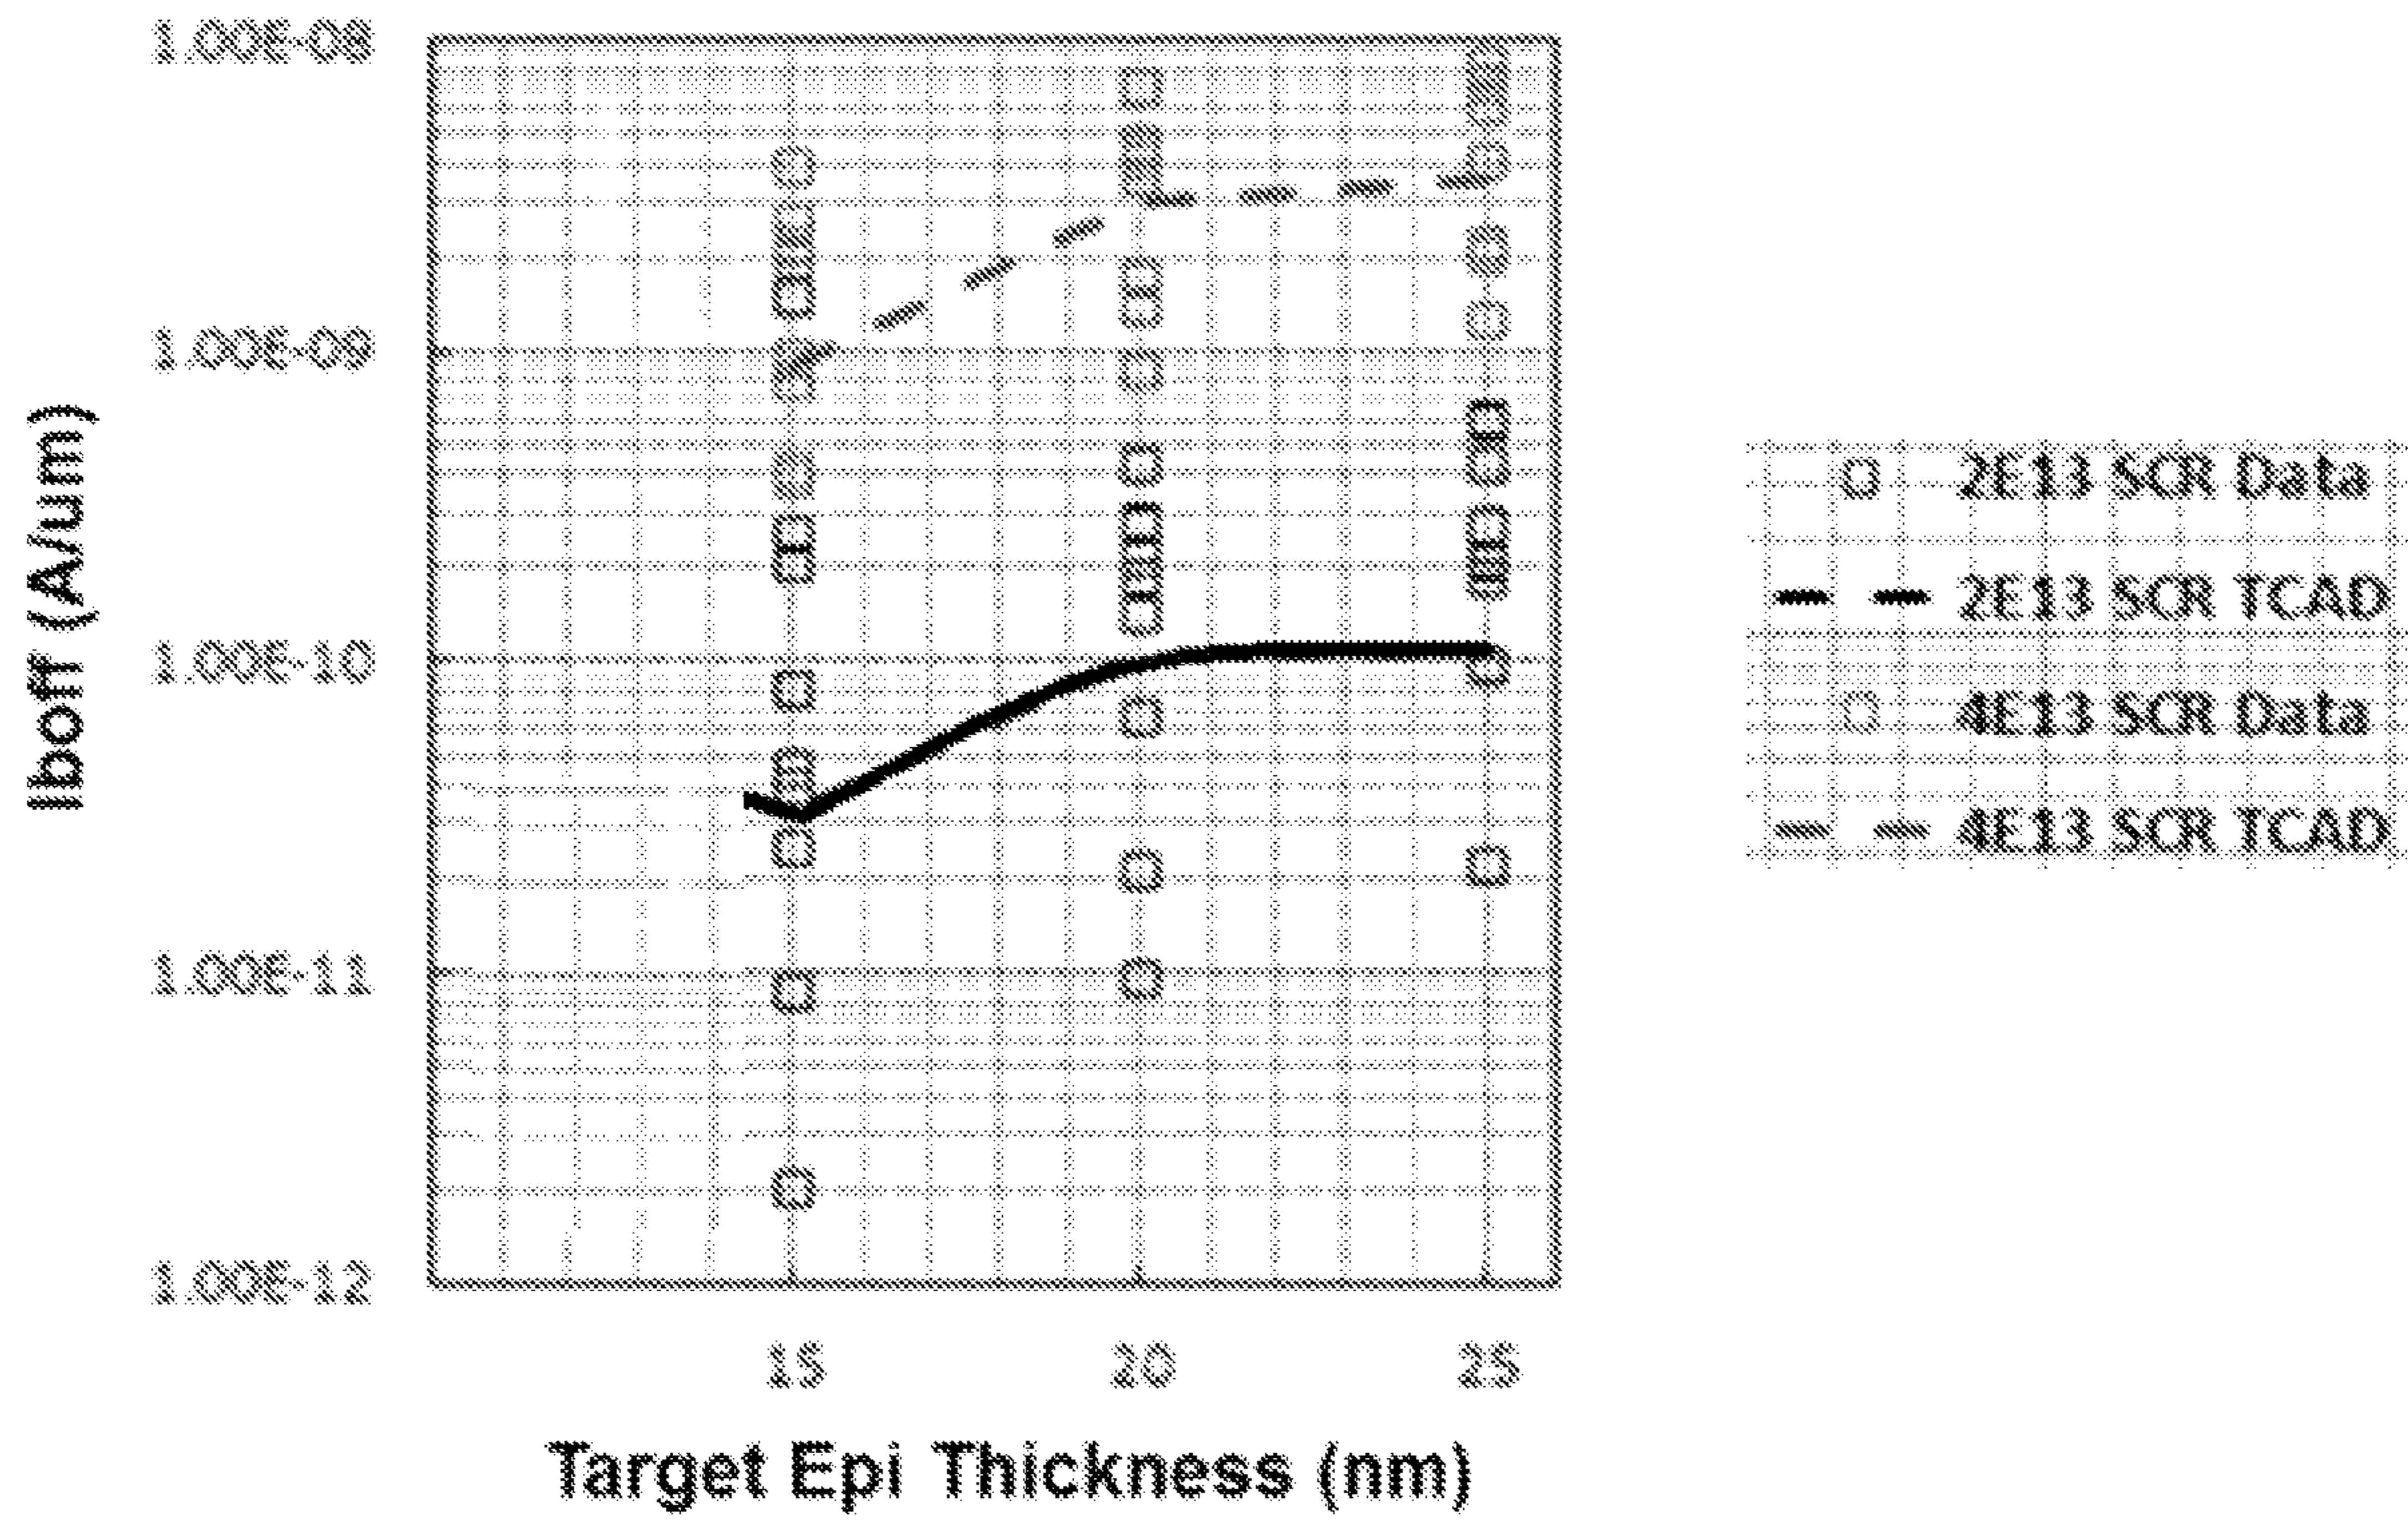 1.00E-08
1.00E-09
1.00E-10
1.00E-11
1.00E-12
Iboff (A/um)
15 20 25
Target Epi Thickness (nm)
2E13 SCR Data
2E13 SCR TCAD
4E13 SCR Data
4E13 SCR TCAD